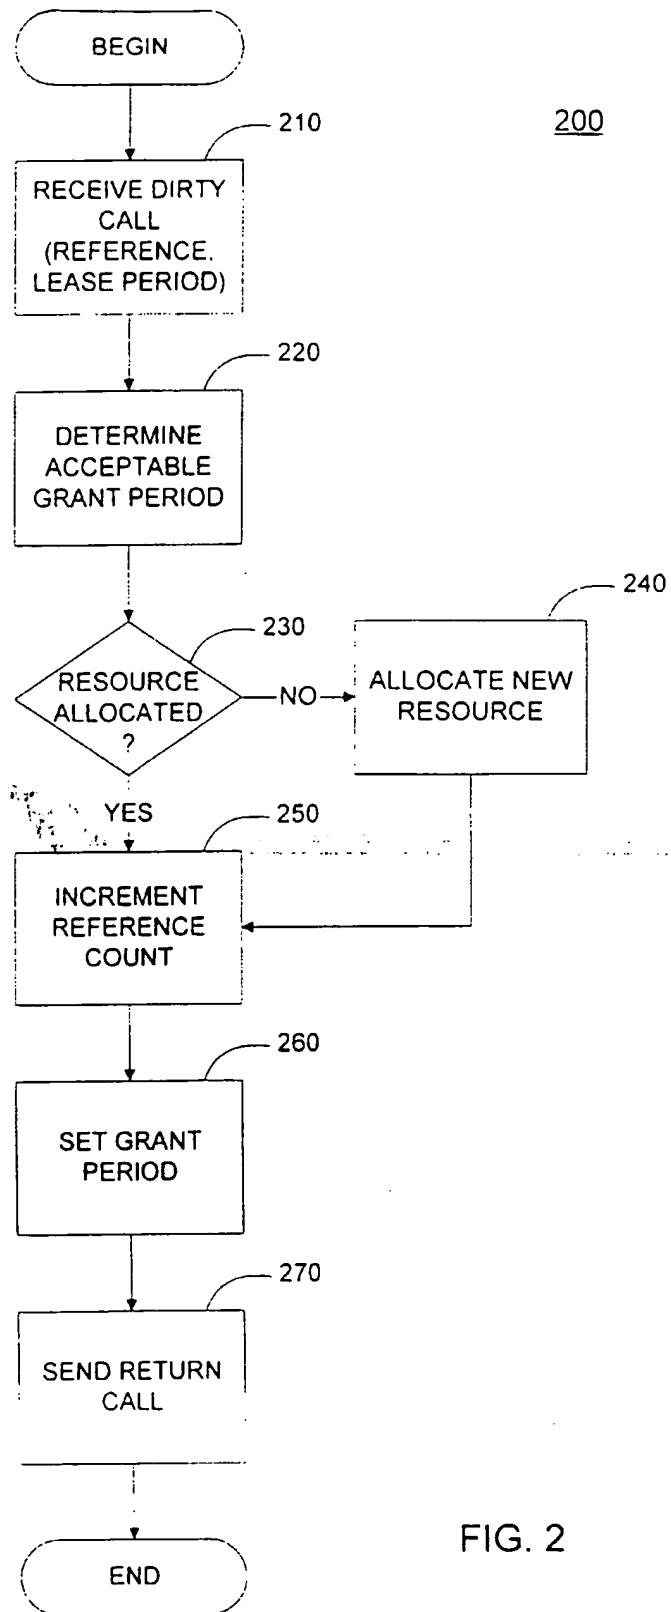 BEGIN
210
200
RECEIVE DIRTY
CALL
(REFERENCE.
LEASE PERIOD)
220
DETERMINE
ACCEPTABLE
GRANT PERIOD
230
240
RESOURCE
ALLOCATED
?
NO
ALLOCATE NEW
RESOURCE
YES
250
INCREMENT
REFERENCE
COUNT
260
SET GRANT
PERIOD
270
SEND RETURN
CALL
FIG. 2
END